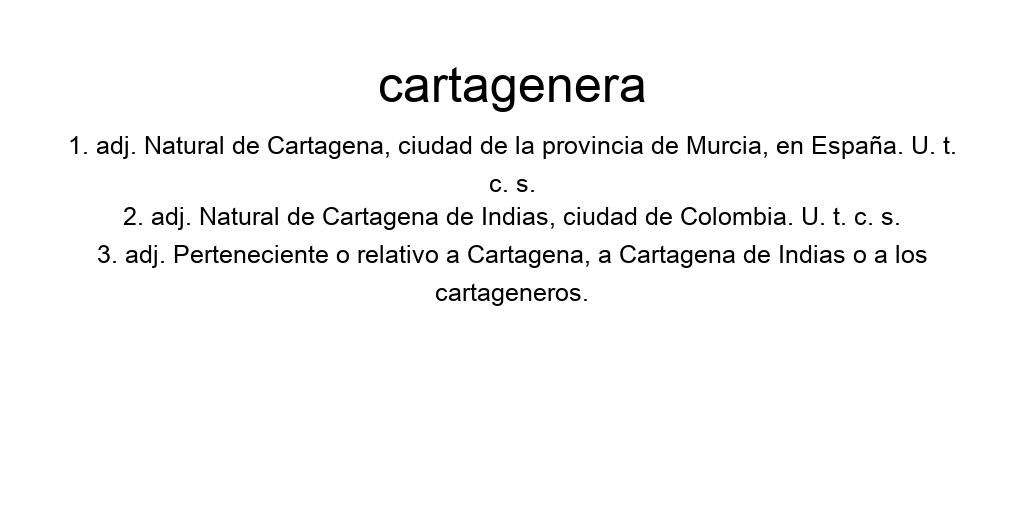 cartagenera
1. adj. Natural de Cartagena, ciudad de la provincia de Murcia, en España. U. t.
c. s.
2. adj. Natural de Cartagena de Indias, ciudad de Colombia. U. t. c. s.
3. adj. Perteneciente o relativo a Cartagena, a Cartagena de Indias o a los
cartageneros.